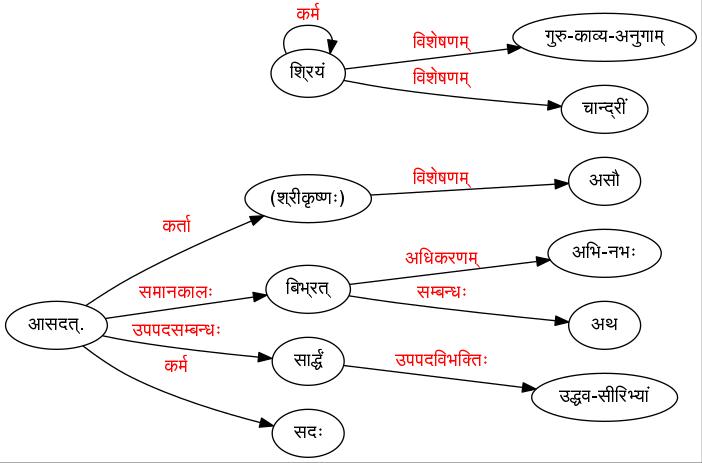 कर्म
विशेषणम्
गुरु-काव्य-अनुगाम्
श्रियं
विशेषणम्
चान्द्रीं
विशेषणम्
असौ
(श्रीकृष्णः)
कर्ता
अधिकरणम्
अभि-नभः
समानकालः
बिभ्रत्
सम्बन्धः
अथ
आसदत्.
उपपदसम्बन्धः
सार्द्धं
उपपदविभक्तिः
कर्म
उद्धव-सीरिभ्यां
सदः